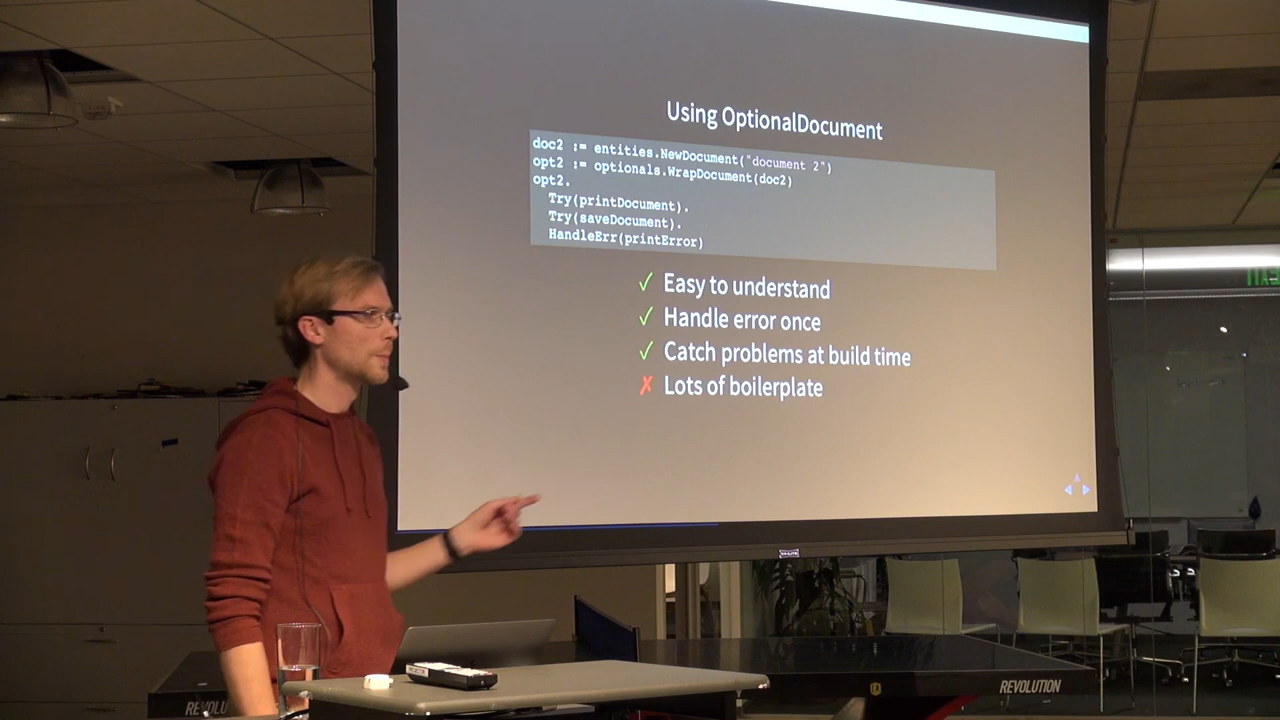 Using OptionalDocument
doc2 := entities.NewDocument("document 2")
opt2 := optionals.WrapDocument(doc2)
opt2.
Try(printDocument).
Try(saveDocument).
HandleErr(printError)
✓ Easy to understand
✓ Handle error once
✓ Catch problems at build time
✗ Lots of boilerplate
REVOLUTION